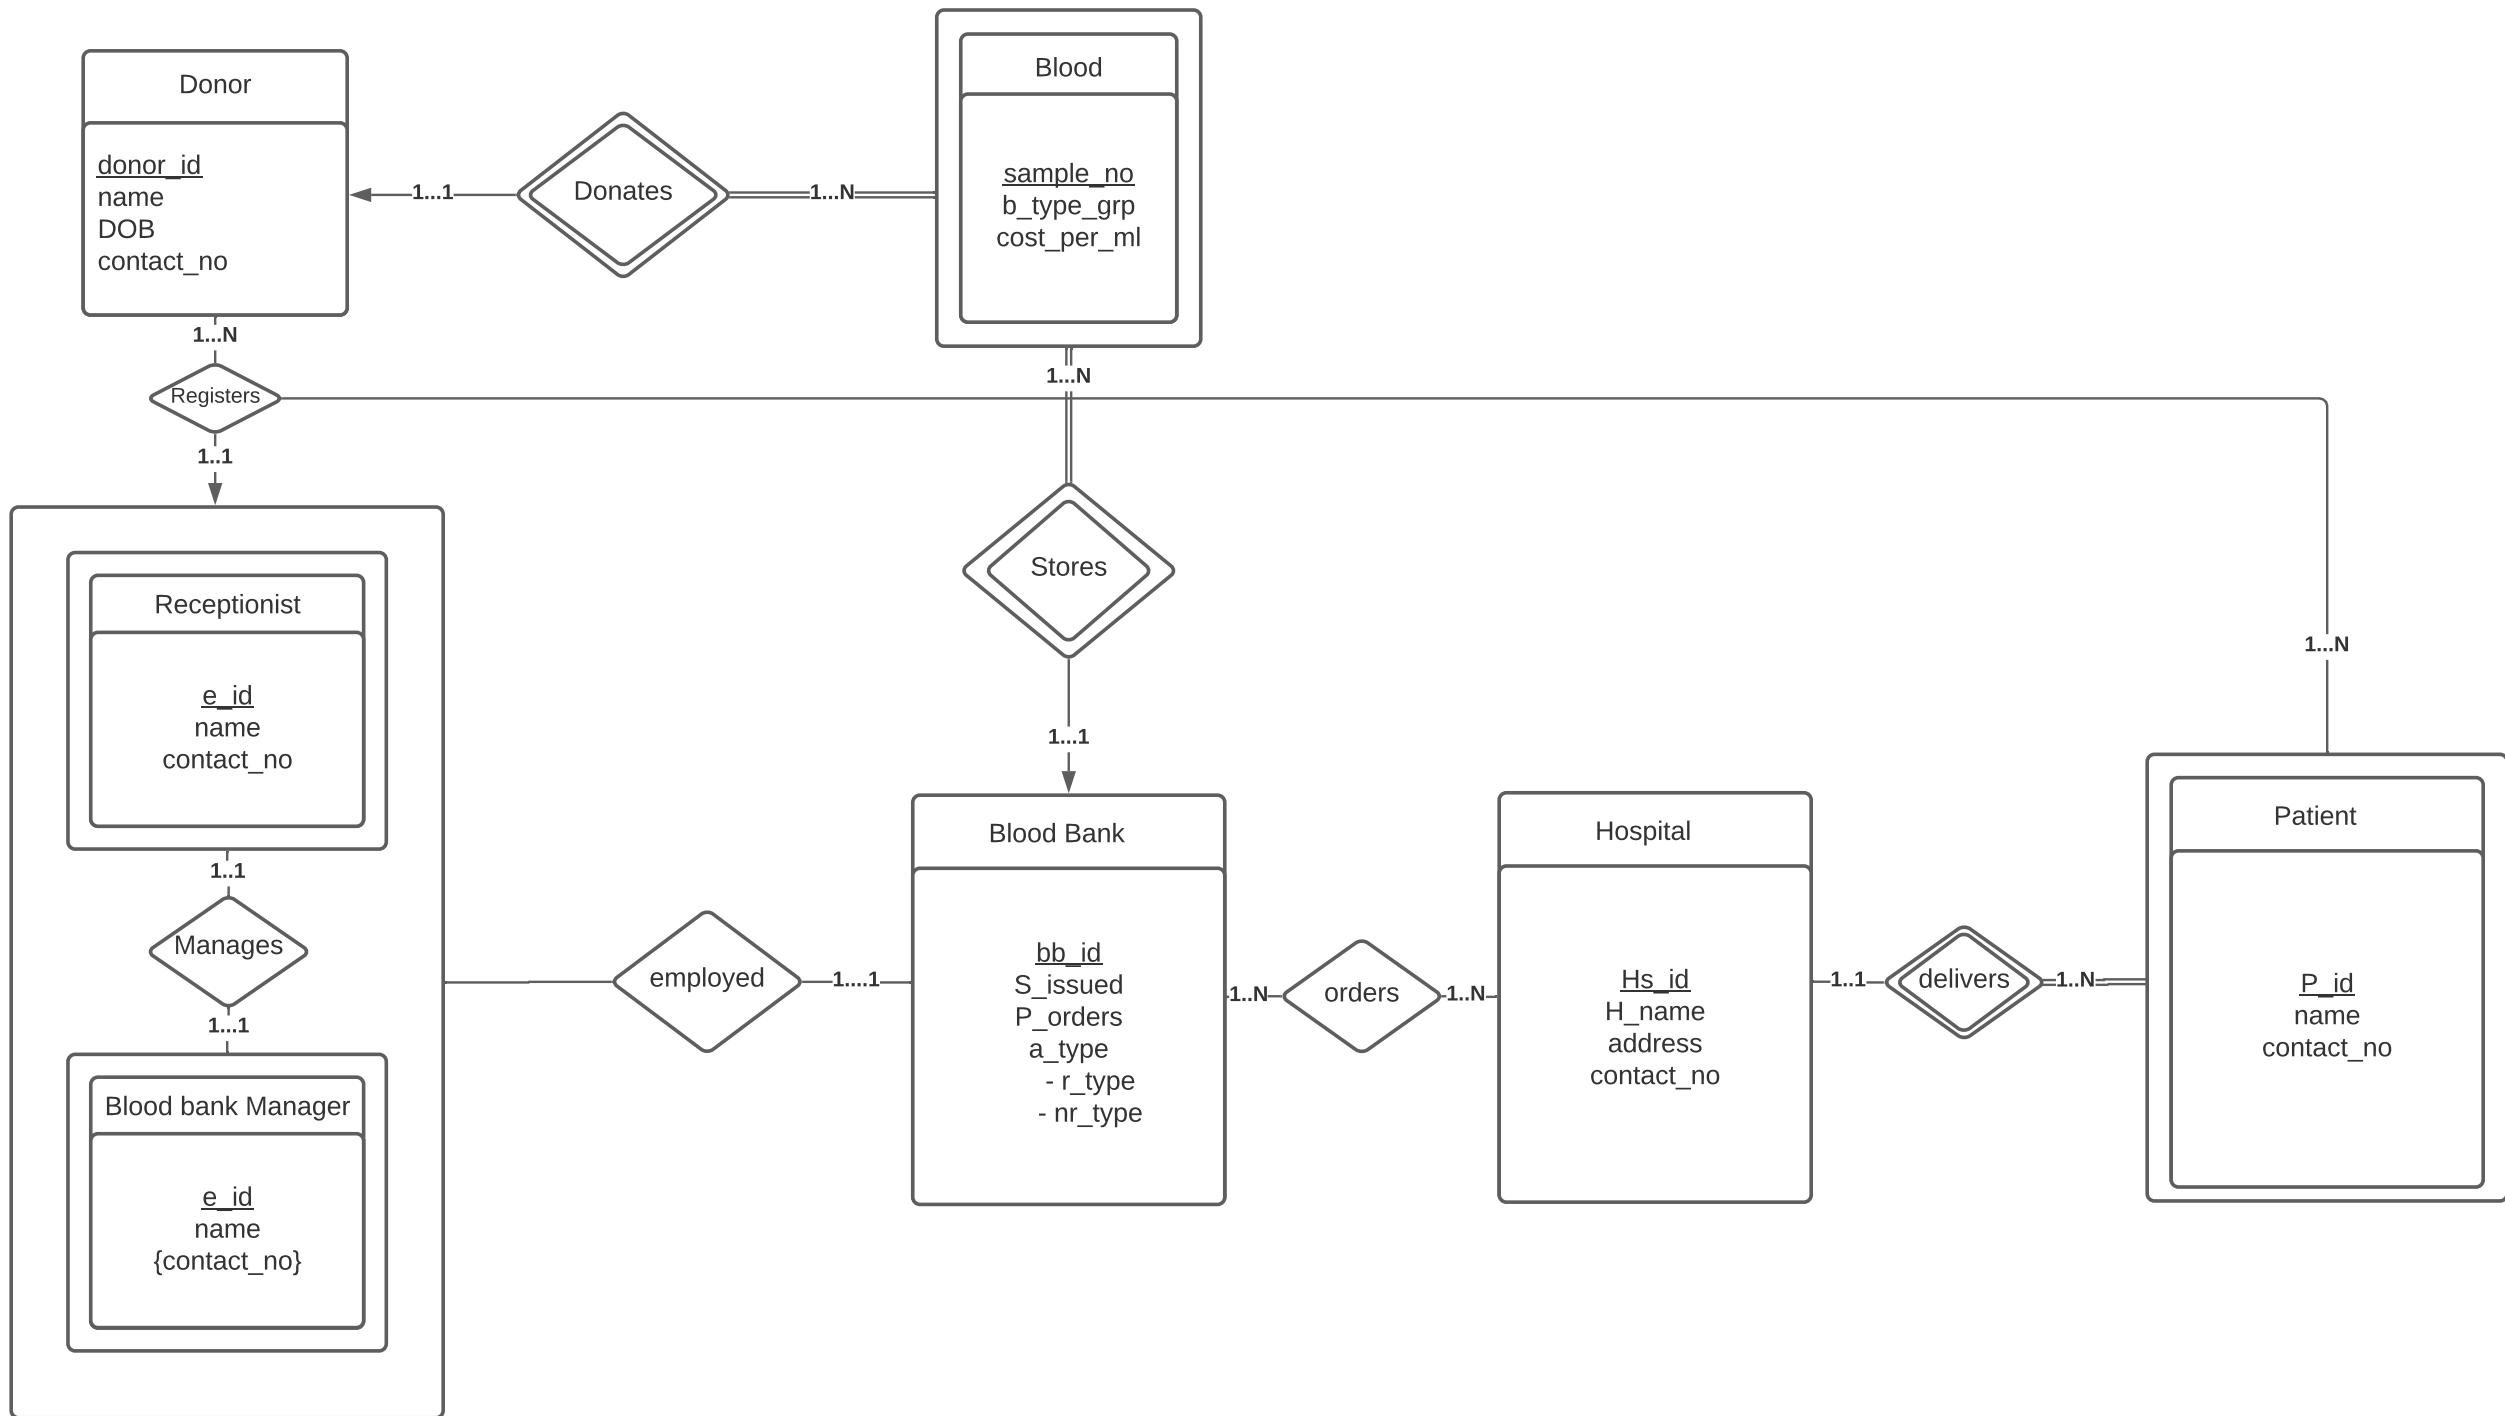 Donor
donor_id
name
DOB
contact_no
1...1
Donates
1...N
Blood
sample_no
b_type_grp
cost_per_ml
1...N
Registers
1..1
1...N
Stores
1...1
1...N
Receptionist
e_id
name
contact_no
1..1
Manages
1...1
Blood bank Manager
e_id
name
{contact_no}
employed
1....1
Blood Bank
bb_id
S_issued
P_orders
a_type
- r_type
- nr_type
1..N
orders
1..N
Hospital
Hs_id
H_name
address
contact_no
1..1
delivers
1..N
Patient
P_id
name
contact_no